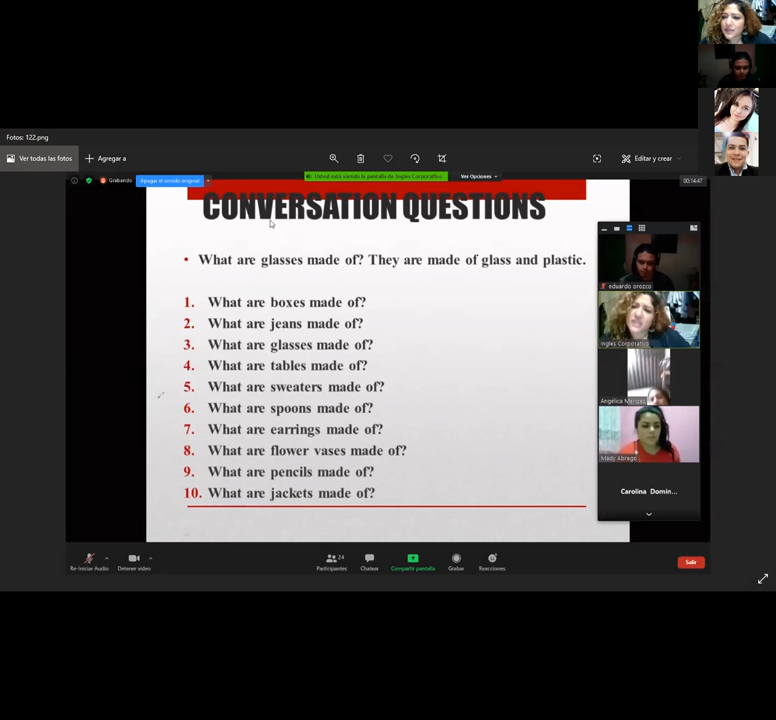 Fotos: 122.png
Ver todas las fotos
Agregar a
Editar y crear
Grabando
Apagar el sonido original
Usted está viendo la pantalla de Ingles Corporativo
Ver Opciones
00:14:47
CONVERSATION QUESTIONS
• What are glasses made of? They are made of glass and plastic.
1. What are boxes made of?
2. What are jeans made of?
3. What are glasses made of?
4. What are tables made of?
5. What are sweaters made of?
6. What are spoons made of?
7. What are earrings made of?
8. What are flower vases made of?
9. What are pencils made of?
10. What are jackets made of?
eduardo orozco
Ingles Corporativo
Angélica Méndez
Mady Abrego
Carolina Domin...
Re-Iniciar Audio
Detener video
24
Participantes
Chatear
Compartir pantalla
Grabar
Reacciones
Salir